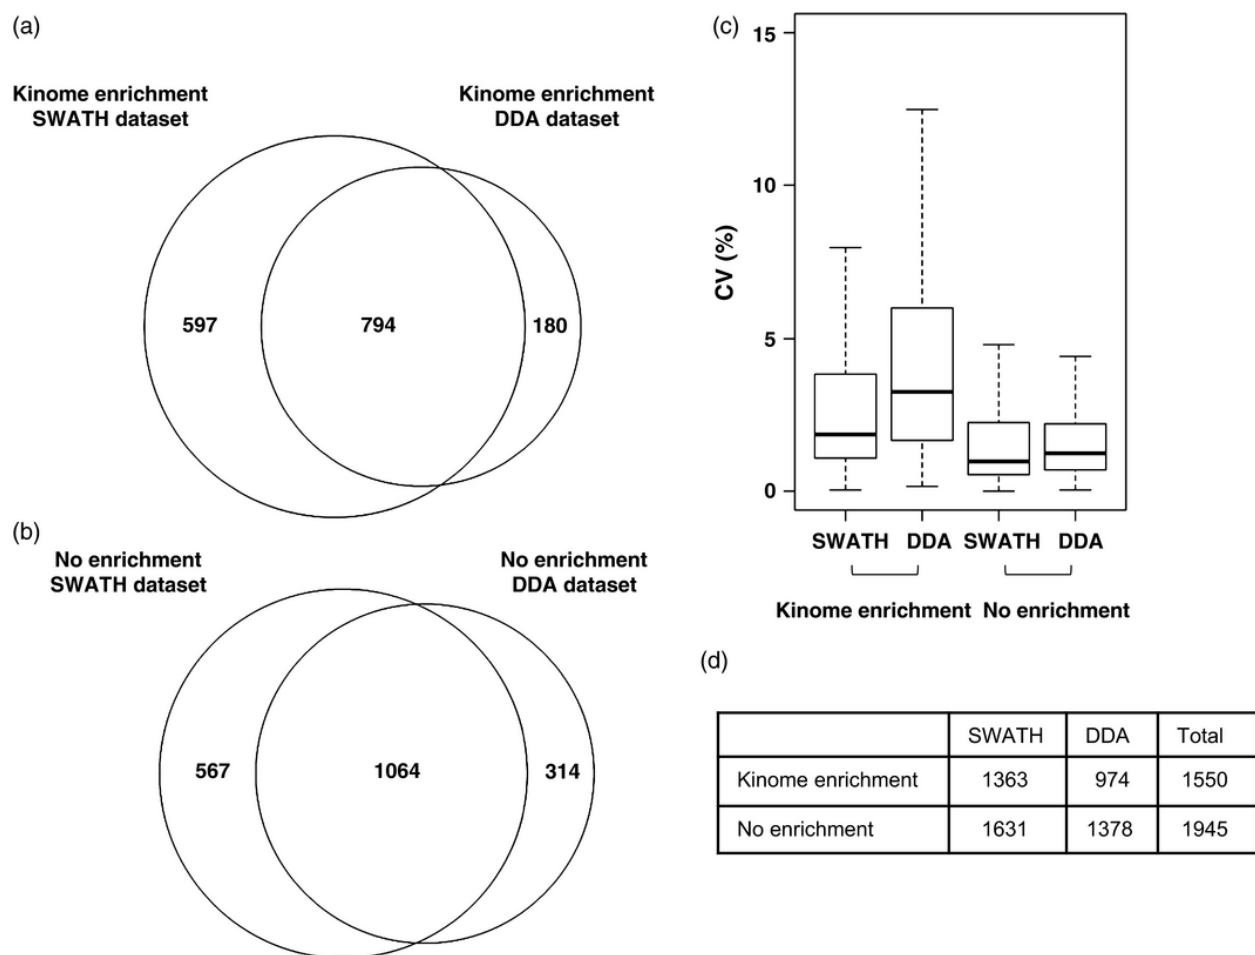 (a)
Kinome enrichment
SWATH dataset
Kinome enrichment
DDA dataset
597
794
180
(b)
No enrichment
SWATH dataset
No enrichment
DDA dataset
567
1064
314
(c)
15
10
5
0
CV (%)
SWATH DDA SWATH DDA
Kinome enrichment No enrichment
(d)
SWATH DDA Total
Kinome enrichment 1363 974 1550
No enrichment 1631 1378 1945